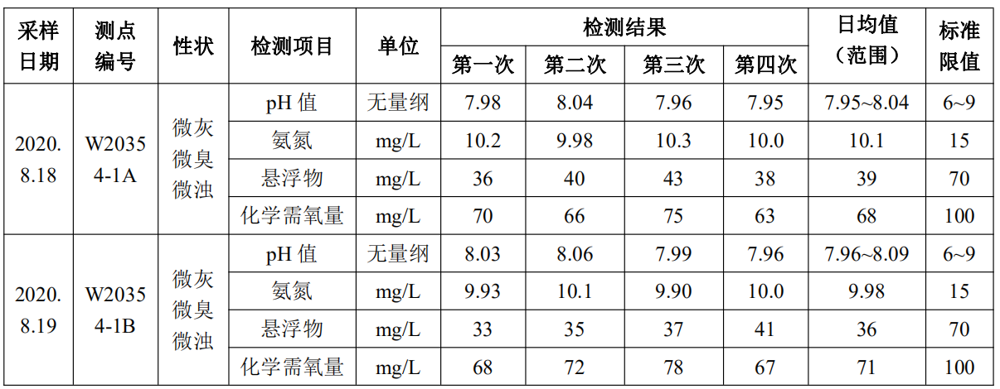 采样日期 测点编号 性状 检测项目 单位 检测结果 日均值（范围） 标准限值
第一次 第二次 第三次 第四次
2020.8.18 W20354-1A 微灰微臭微浊 pH 值 无量纲 7.98 8.04 7.96 7.95 7.95~8.04 6~9
氨氮 mg/L 10.2 9.98 10.3 10.0 10.1 15
悬浮物 mg/L 36 40 43 38 39 70
化学需氧量 mg/L 70 66 75 63 68 100
2020.8.19 W20354-1B 微灰微臭微浊 pH 值 无量纲 8.03 8.06 7.99 7.96 7.96~8.09 6~9
氨氮 mg/L 9.93 10.1 9.90 10.0 9.98 15
悬浮物 mg/L 33 35 37 41 36 70
化学需氧量 mg/L 68 72 78 67 71 100